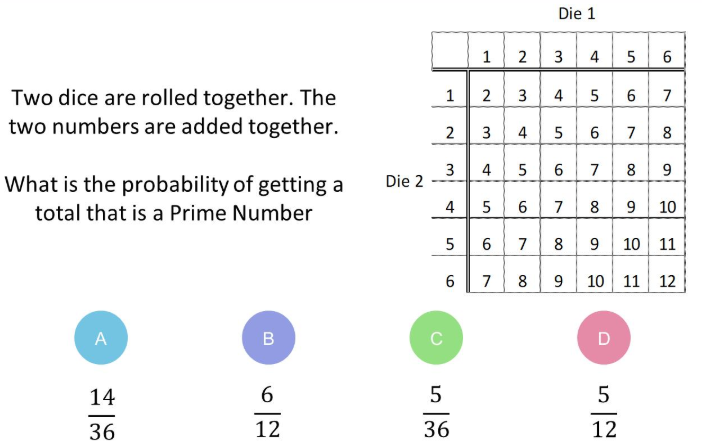 Two dice are rolled together. The
two numbers are added together.
What is the probability of getting a
total that is a Prime Number
Die 1
1 2 3 4 5 6
Die 2
1 2 3 4 5 6 7
2 3 4 5 6 7 8
3 4 5 6 7 8 9
4 5 6 7 8 9 10
5 6 7 8 9 10 11
6 7 8 9 10 11 12
A
14
36
B
6
12
C
5
36
D
5
12